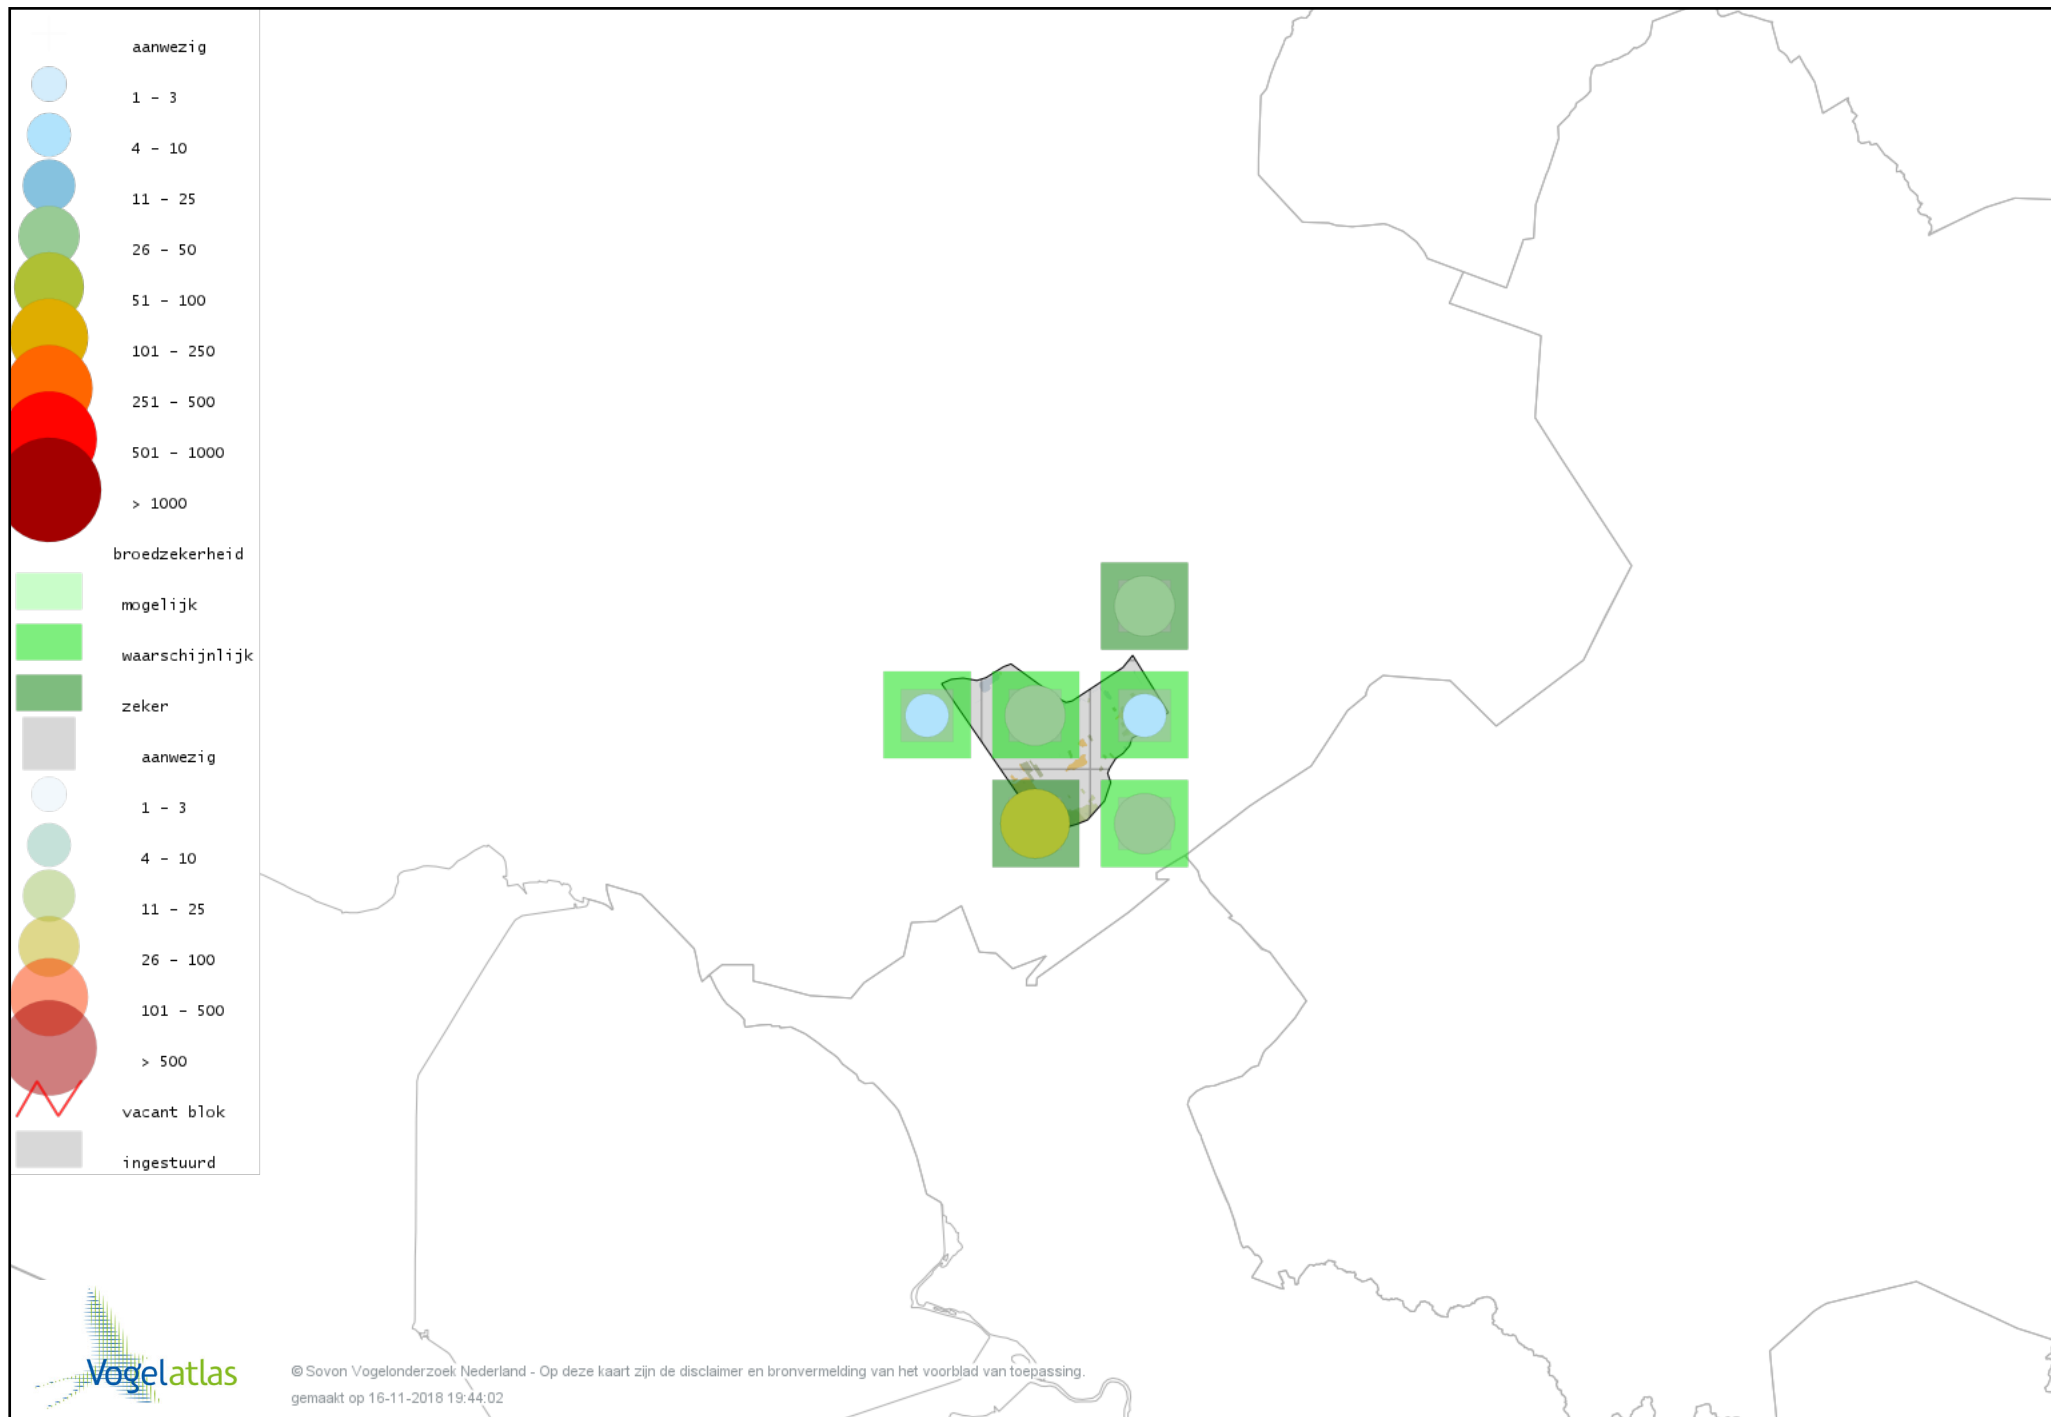 aanwezig
1 - 3
4 - 10
11 - 25
26 - 50
51 - 100
101 - 250
251 - 500
501 - 1000
> 1000
broedzekerheid
mogelijk
waarschijnlijk
zeker
aanwezig
1 - 3
4 - 10
11 - 25
26 - 100
101 - 500
> 500
vacant blok
ingestuurd
Vogelatlas
© Sovon Vogelonderzoek Nederland - Op deze kaart zijn de disclaimer en bronvermelding van het voorblad van toepassing.
gemaakt op 16-11-2018 19:44:02